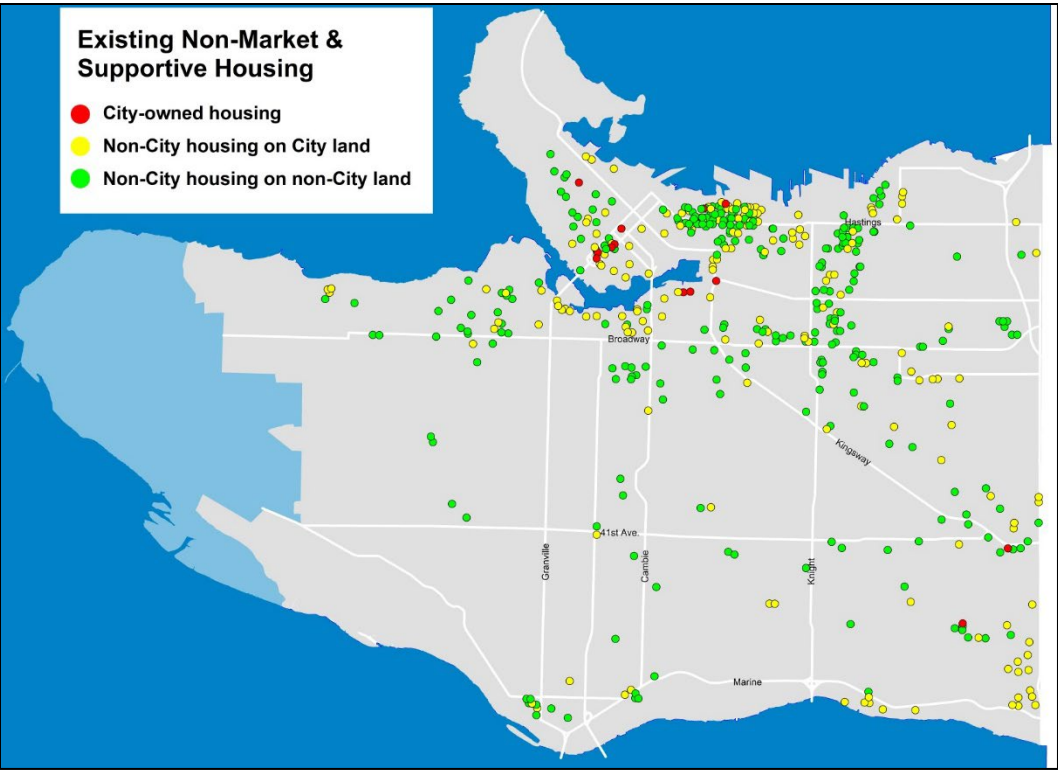 Existing Non-Market &
Supportive Housing
City-owned housing
Non-City housing on City land
Non-City housing on non-City land
Hastings
Broadway
Kingsway
41st Ave.
Granville
Cambie
Knight
Marine